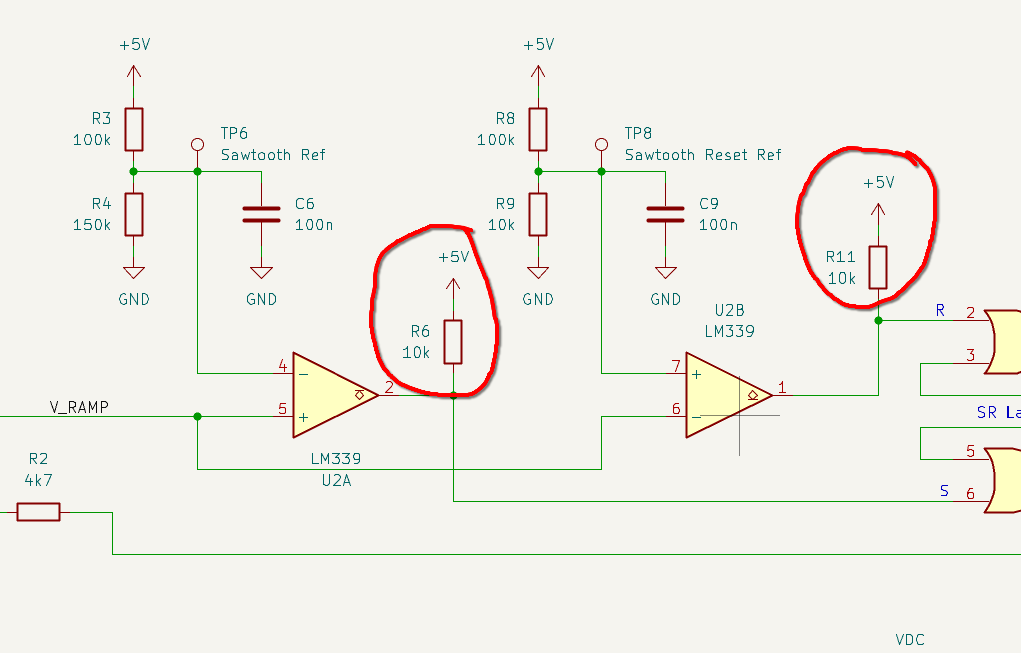 +5V
+5V
R3
100k
TP6
Sawtooth Ref
R8
100k
TP8
Sawtooth Reset Ref
+5V
R4
150k
C6
100n
R9
10k
C9
100n
+5V
R11
10k
GND
GND
GND
GND
R6
10k
U2B
LM339
R
2
3
4
−
2
7
+
1
V_RAMP
5
+
6
−
SR La
R2
4k7
LM339
U2A
5
S
6
VDC